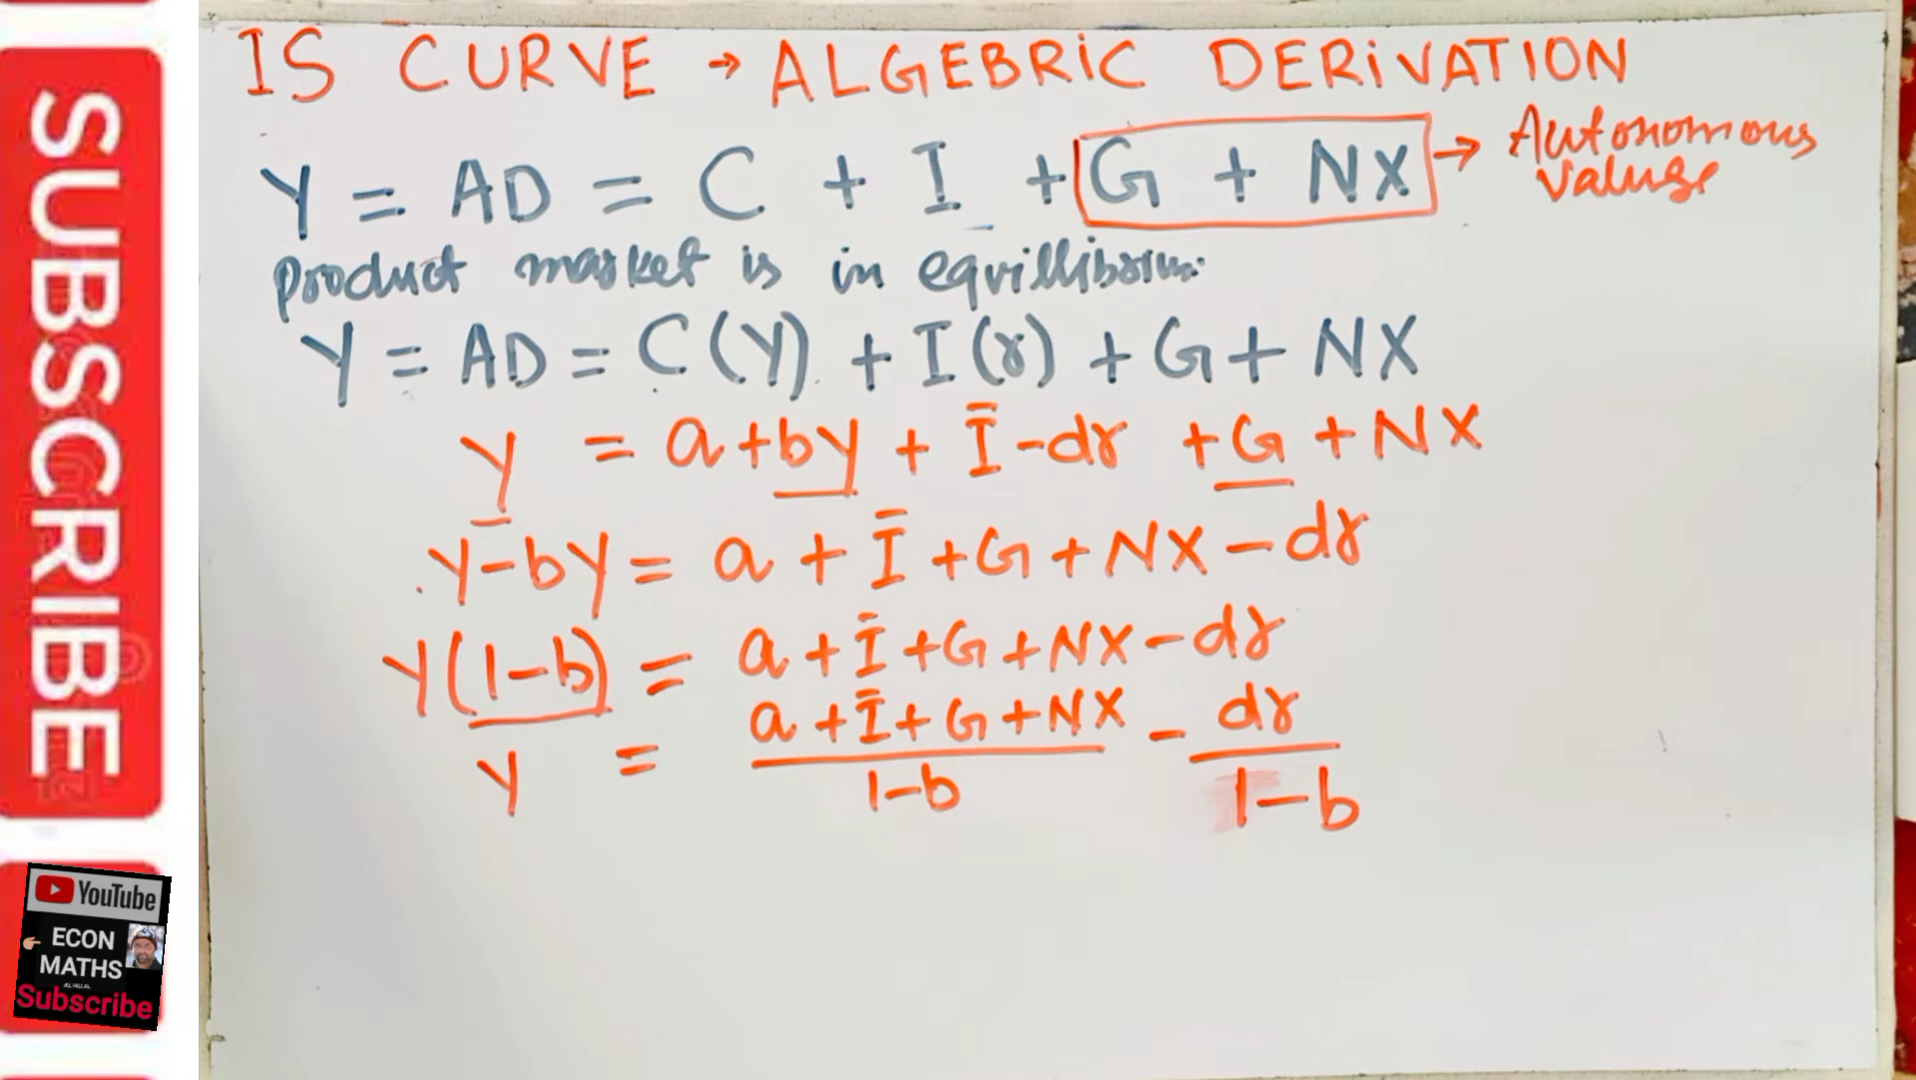 IS CURVE → ALGEBRIC DERIVATION
Y = AD = C + I + G + NX → Autonomous
Values
Product market is in equillibrium.
Y = AD = C(Y) + I(r) + G + NX
Y = a + by + Ī - dr + G + NX
Y - bY = a + Ī + G + NX - dr
Y(1-b) = a + Ī + G + NX - dr
a + Ī + G + NX dr
Y = —————— - ———
1-b 1-b
SUBSCRIBE
YouTube
ECON
MATHS
Subscribe